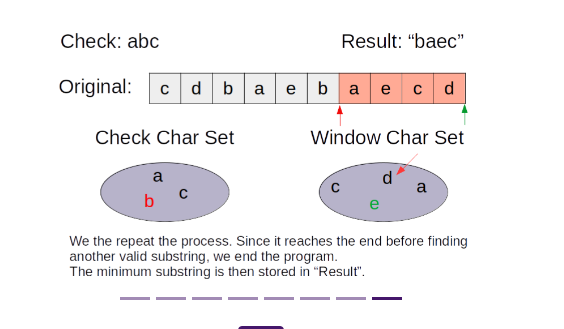 Check: abc
Result: “baec”
Original:
c d b a e b a e c d
Check Char Set
Window Char Set
a
b
c
c
d
a
e
We the repeat the process. Since it reaches the end before finding
another valid substring, we end the program.
The minimum substring is then stored in “Result”.